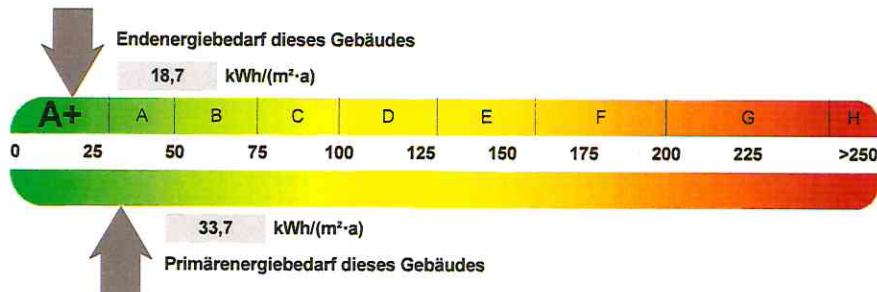 Endenergiebedarf dieses Gebäudes
18,7 kWh/(m²·a)
A+ A B C D E F G H
0 25 50 75 100 125 150 175 200 225 >250
33,7 kWh/(m²·a)
Primärenergiebedarf dieses Gebäudes